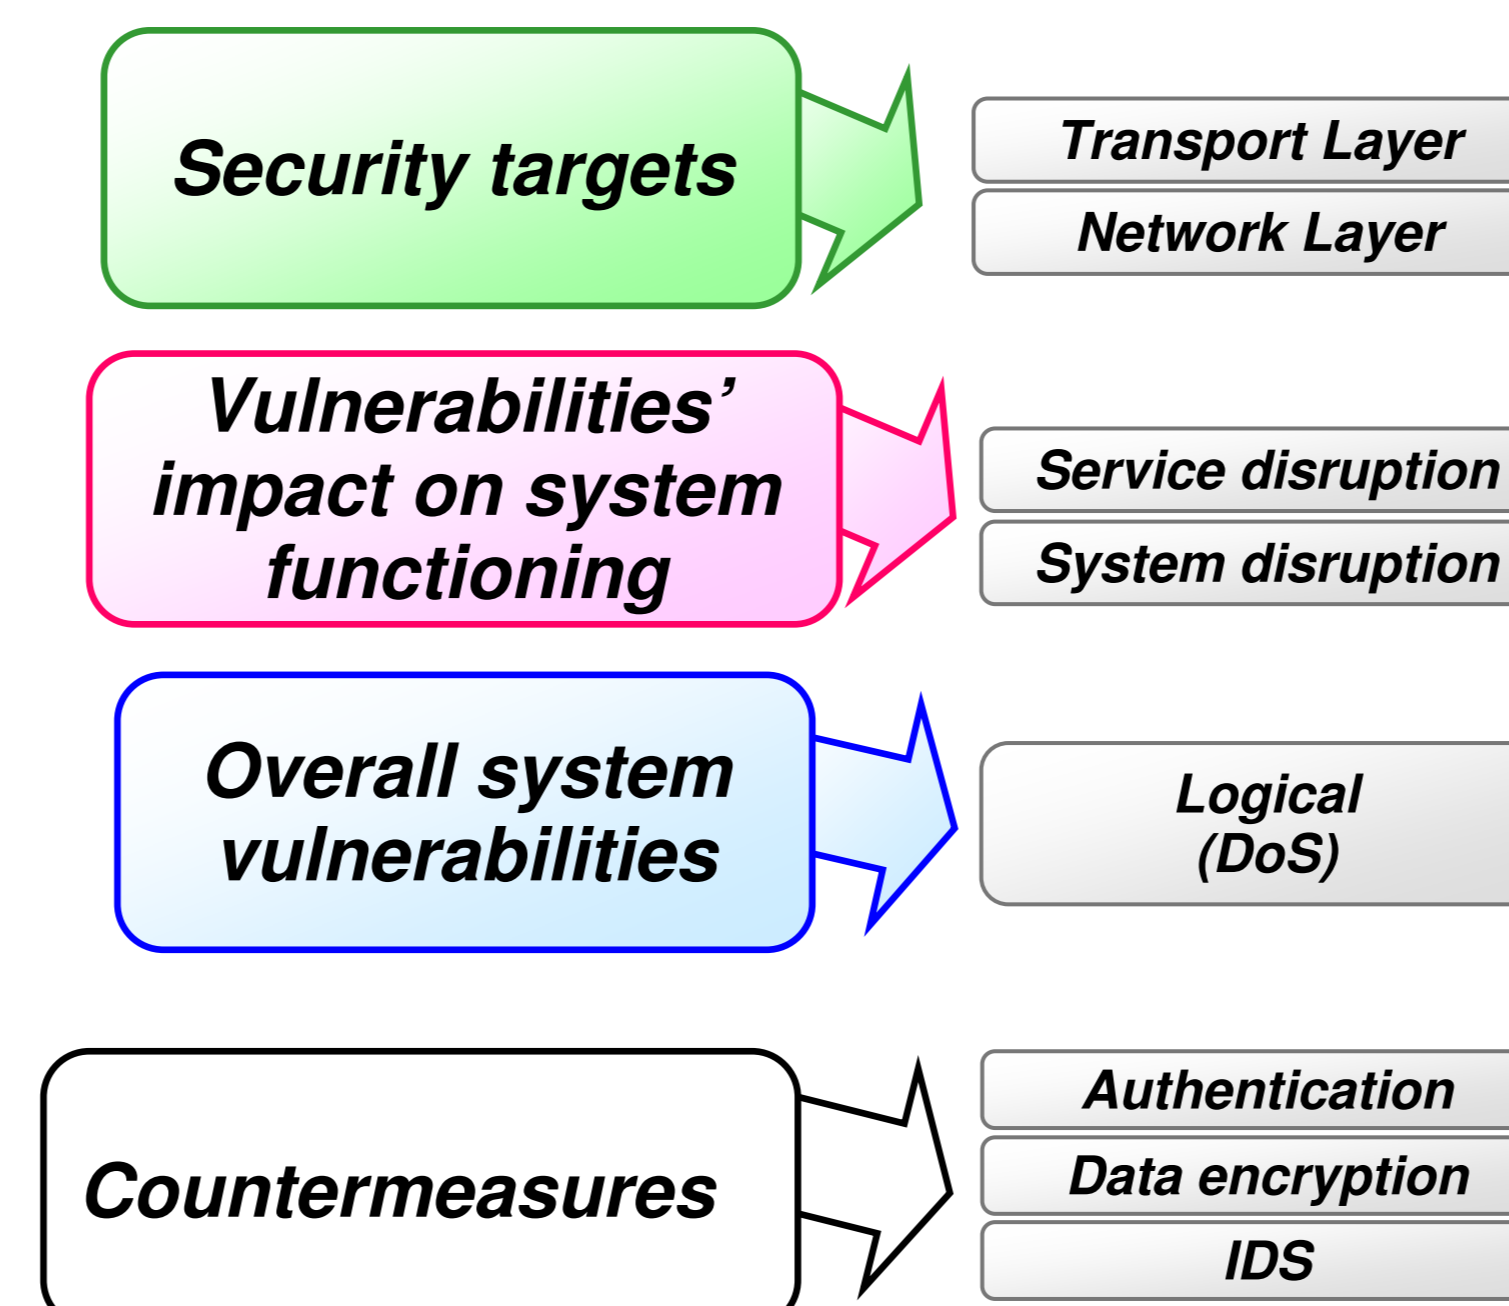 Security targets
Transport Layer
Network Layer
Vulnerabilities’
impact on system
functioning
Service disruption
System disruption
Overall system
vulnerabilities
Logical
(DoS)
Countermeasures
Authentication
Data encryption
IDS